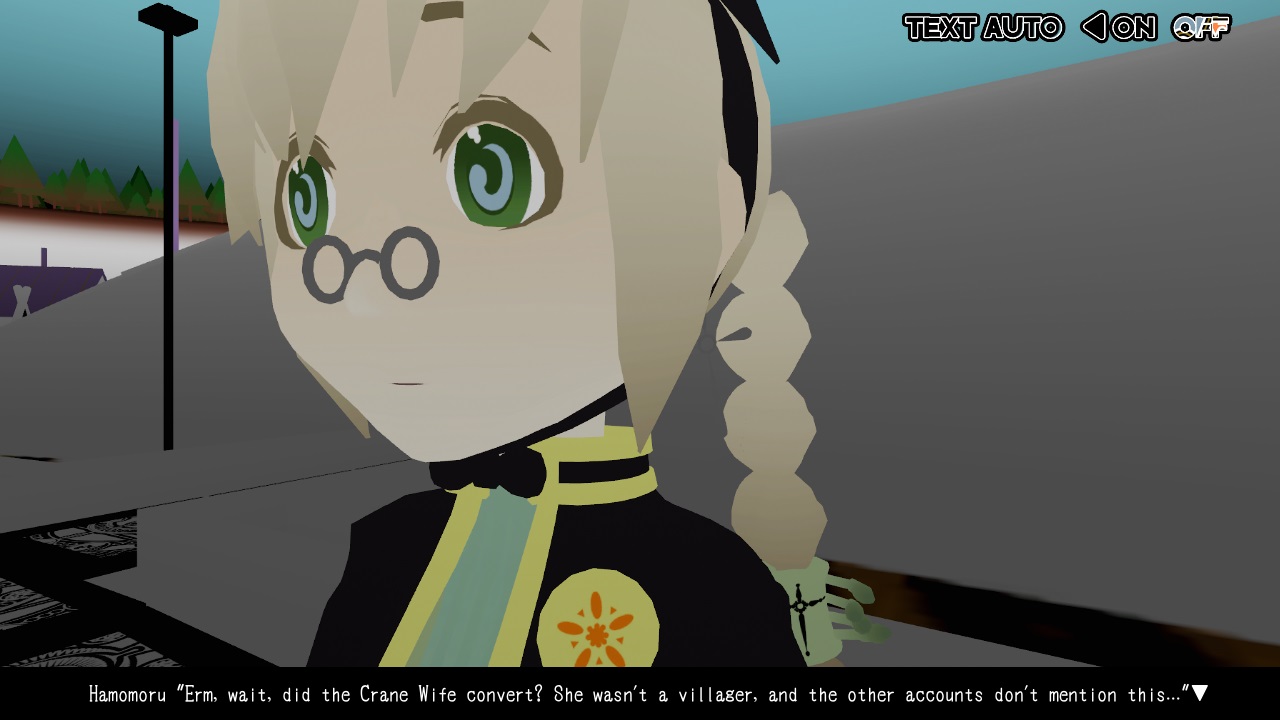 TEXT AUTO ◀ON OFF
Hamomoru "Erm, wait, did the Crane Wife convert? She wasn't a villager, and the other accounts don't mention this..."▼